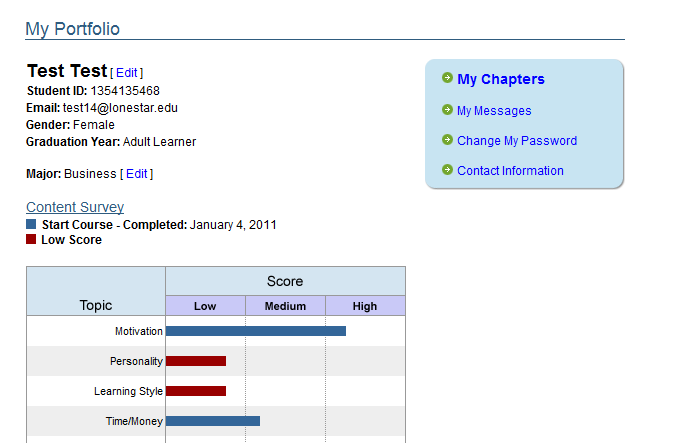 My Portfolio
Test Test [ Edit ]
Student ID: 1354135468
Email: test14@lonestar.edu
Gender: Female
Graduation Year: Adult Learner
Major: Business [ Edit ]
My Chapters
My Messages
Change My Password
Contact Information
Content Survey
Start Course - Completed: January 4, 2011
Low Score
Topic
Score
Low Medium High
Motivation
Personality
Learning Style
Time/Money